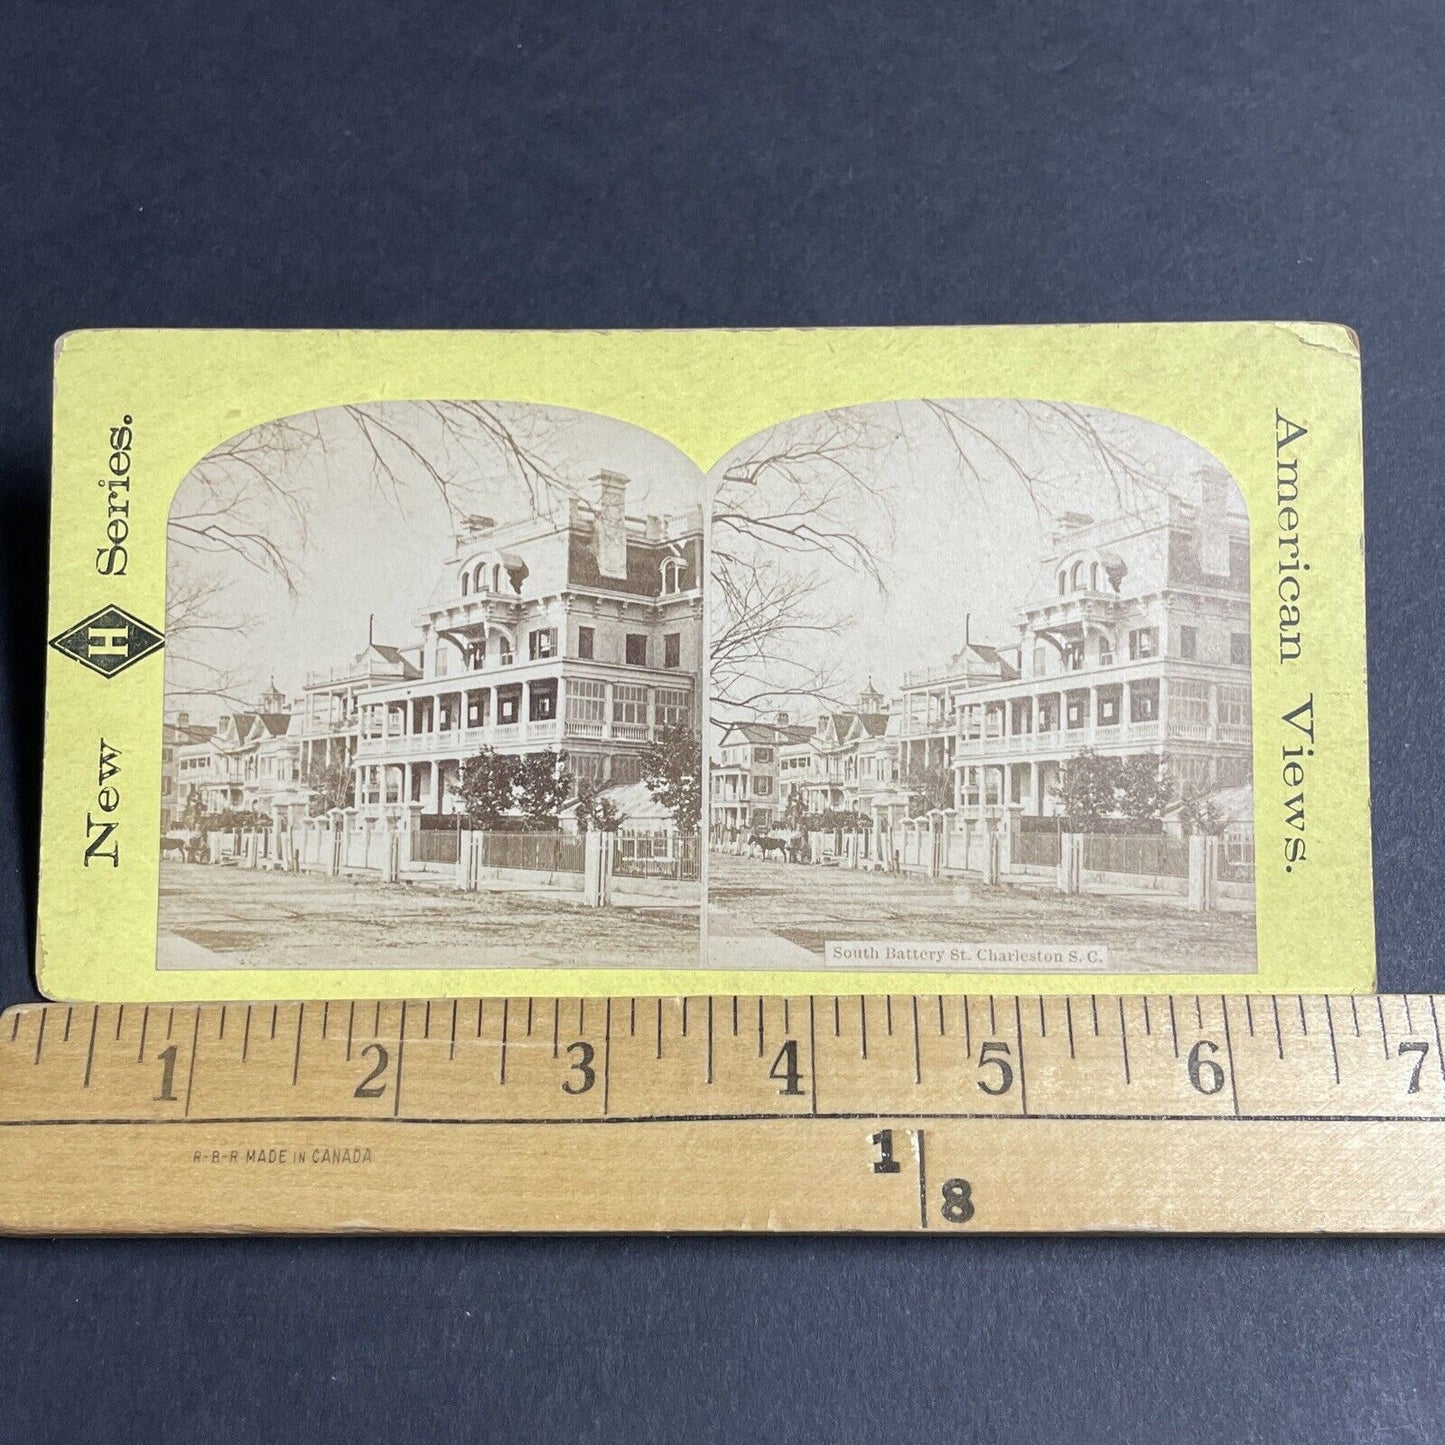 New H Series.
American Views.
South Battery St. Charleston S. C.
1 2 3 4 5 6 7
R-B-R MADE IN CANADA
1
8